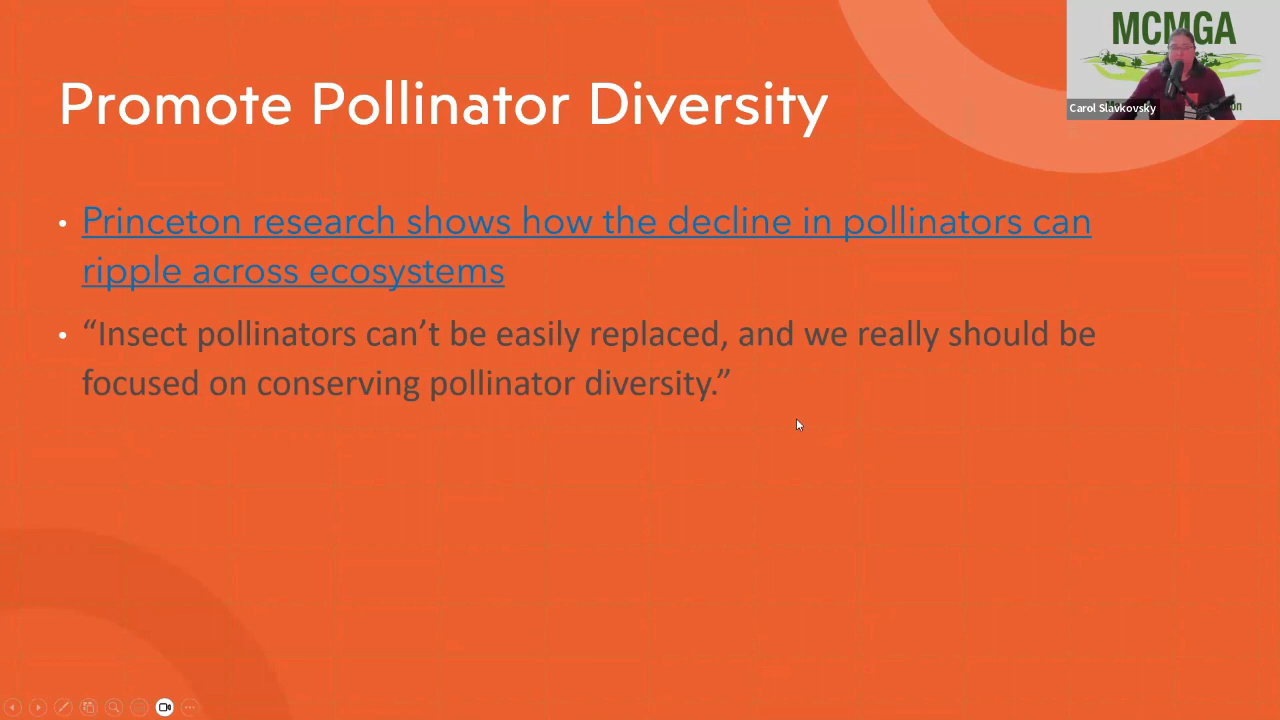 MCMGA
Carol Slavkovsky
Promote Pollinator Diversity
• Princeton research shows how the decline in pollinators can
ripple across ecosystems
• “Insect pollinators can’t be easily replaced, and we really should be
focused on conserving pollinator diversity.”